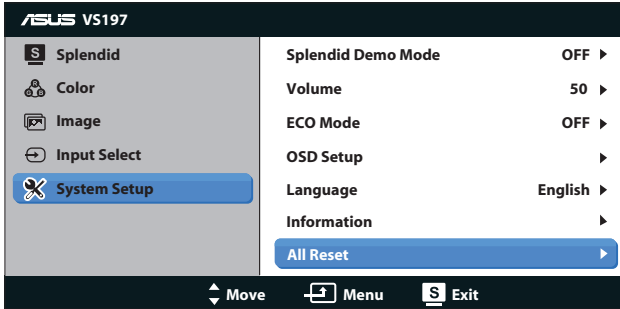 ASUS VS197
S Splendid
Color
Image
Input Select
System Setup
Splendid Demo Mode OFF
Volume 50
ECO Mode OFF
OSD Setup
Language English
Information
All Reset
Move Menu S Exit